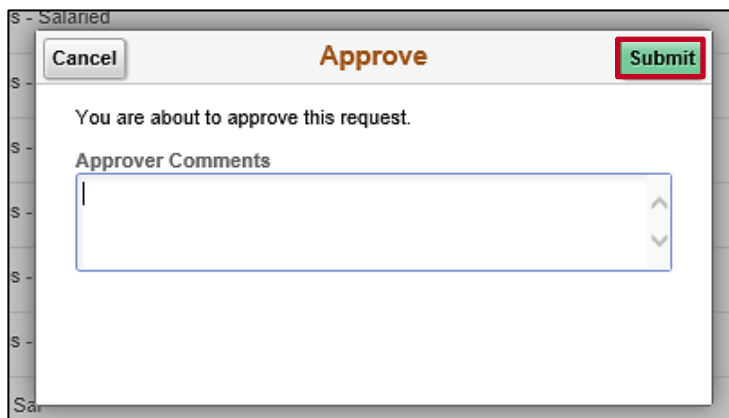 s - Salaried
Cancel Approve Submit
s -
You are about to approve this request.
s -
Approver Comments
s -
s -
s -
Sal